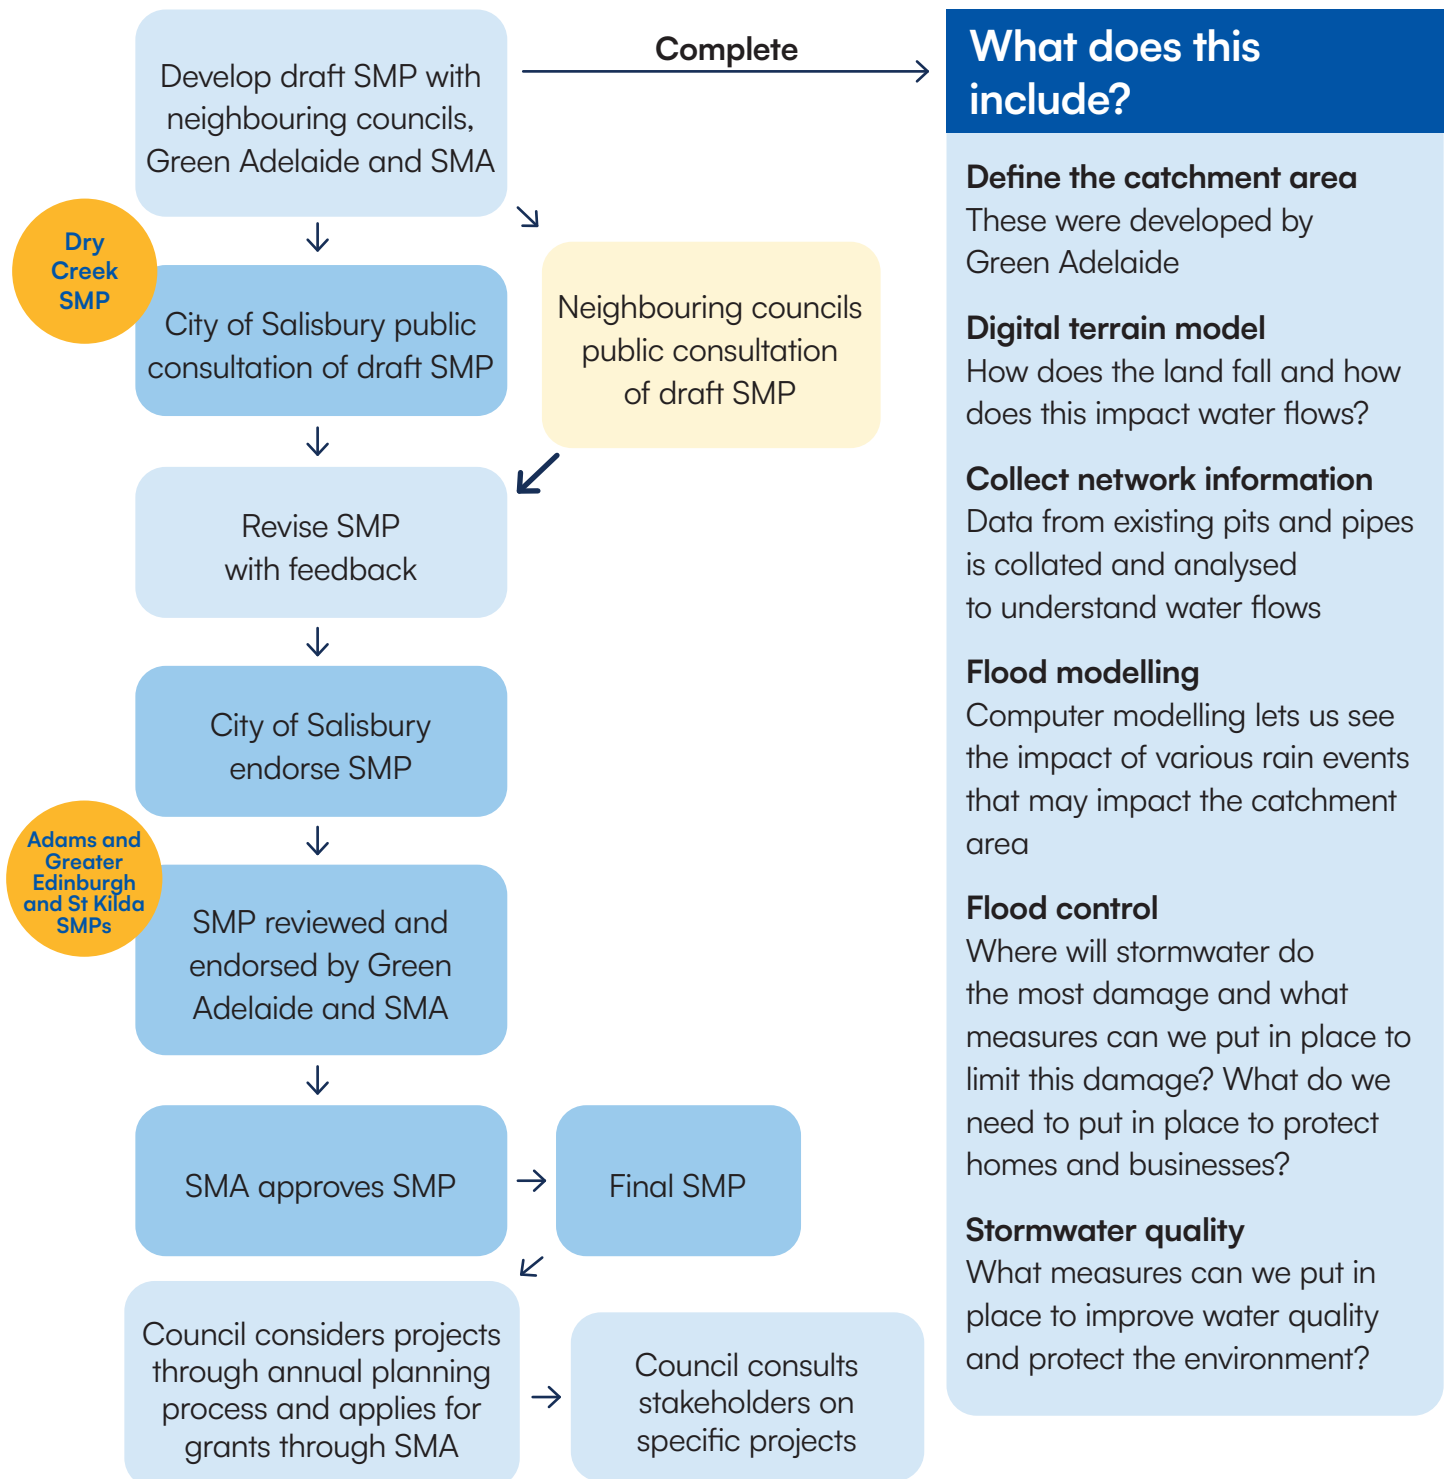 Develop draft SMP with
neighbouring councils,
Green Adelaide and SMA
Complete
Dry
Creek
SMP
City of Salisbury public
consultation of draft SMP
Neighbouring councils
public consultation
of draft SMP
Revise SMP
with feedback
City of Salisbury
endorse SMP
Adams and
Greater
Edinburgh
and St Kilda
SMPs
SMP reviewed and
endorsed by Green
Adelaide and SMA
SMA approves SMP
Final SMP
Council considers projects
through annual planning
process and applies for
grants through SMA
Council consults
stakeholders on
specific projects
What does this
include?
Define the catchment area
These were developed by
Green Adelaide
Digital terrain model
How does the land fall and how
does this impact water flows?
Collect network information
Data from existing pits and pipes
is collated and analysed
to understand water flows
Flood modelling
Computer modelling lets us see
the impact of various rain events
that may impact the catchment
area
Flood control
Where will stormwater do
the most damage and what
measures can we put in place to
limit this damage? What do we
need to put in place to protect
homes and businesses?
Stormwater quality
What measures can we put in
place to improve water quality
and protect the environment?